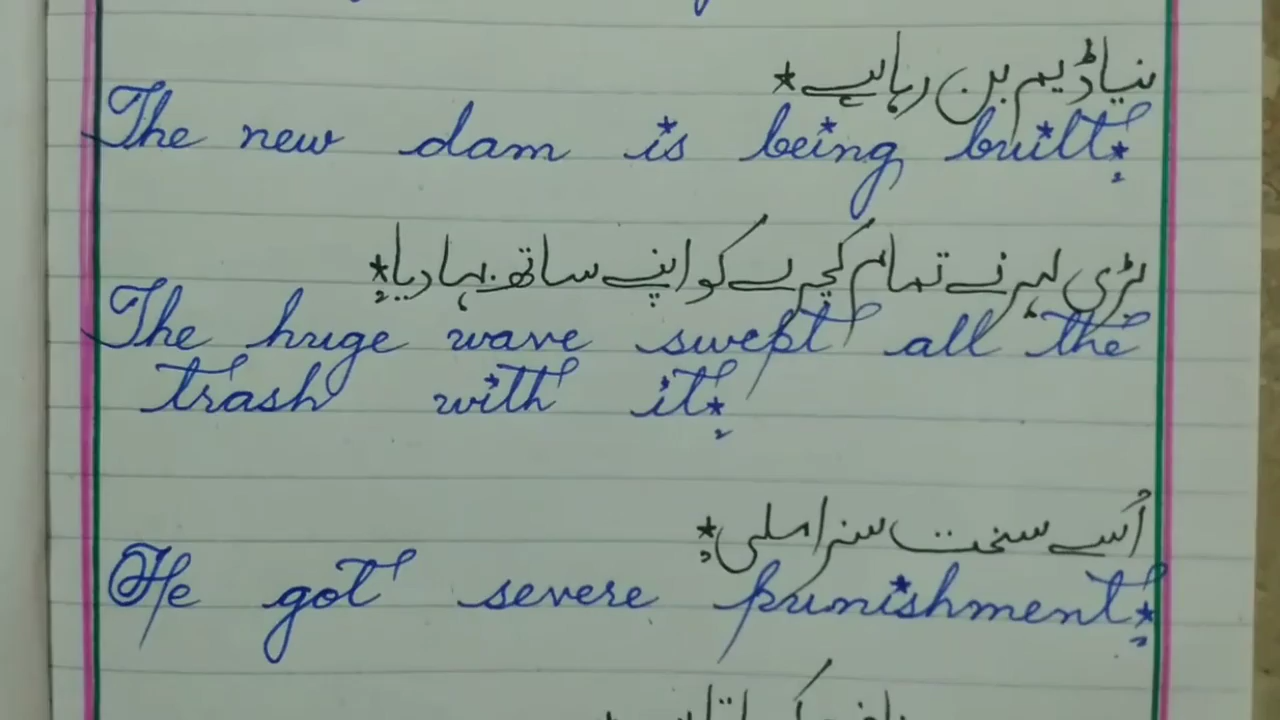 نیا ڈیم بن رہا ہے٭
The new dam is being built.
بڑی لہر نے تمام کچرے کو اپنے ساتھ بہا دیا٭
The huge wave swept all the
trash with it.
اُسے سخت سزا ملی٭
He got severe punishment.